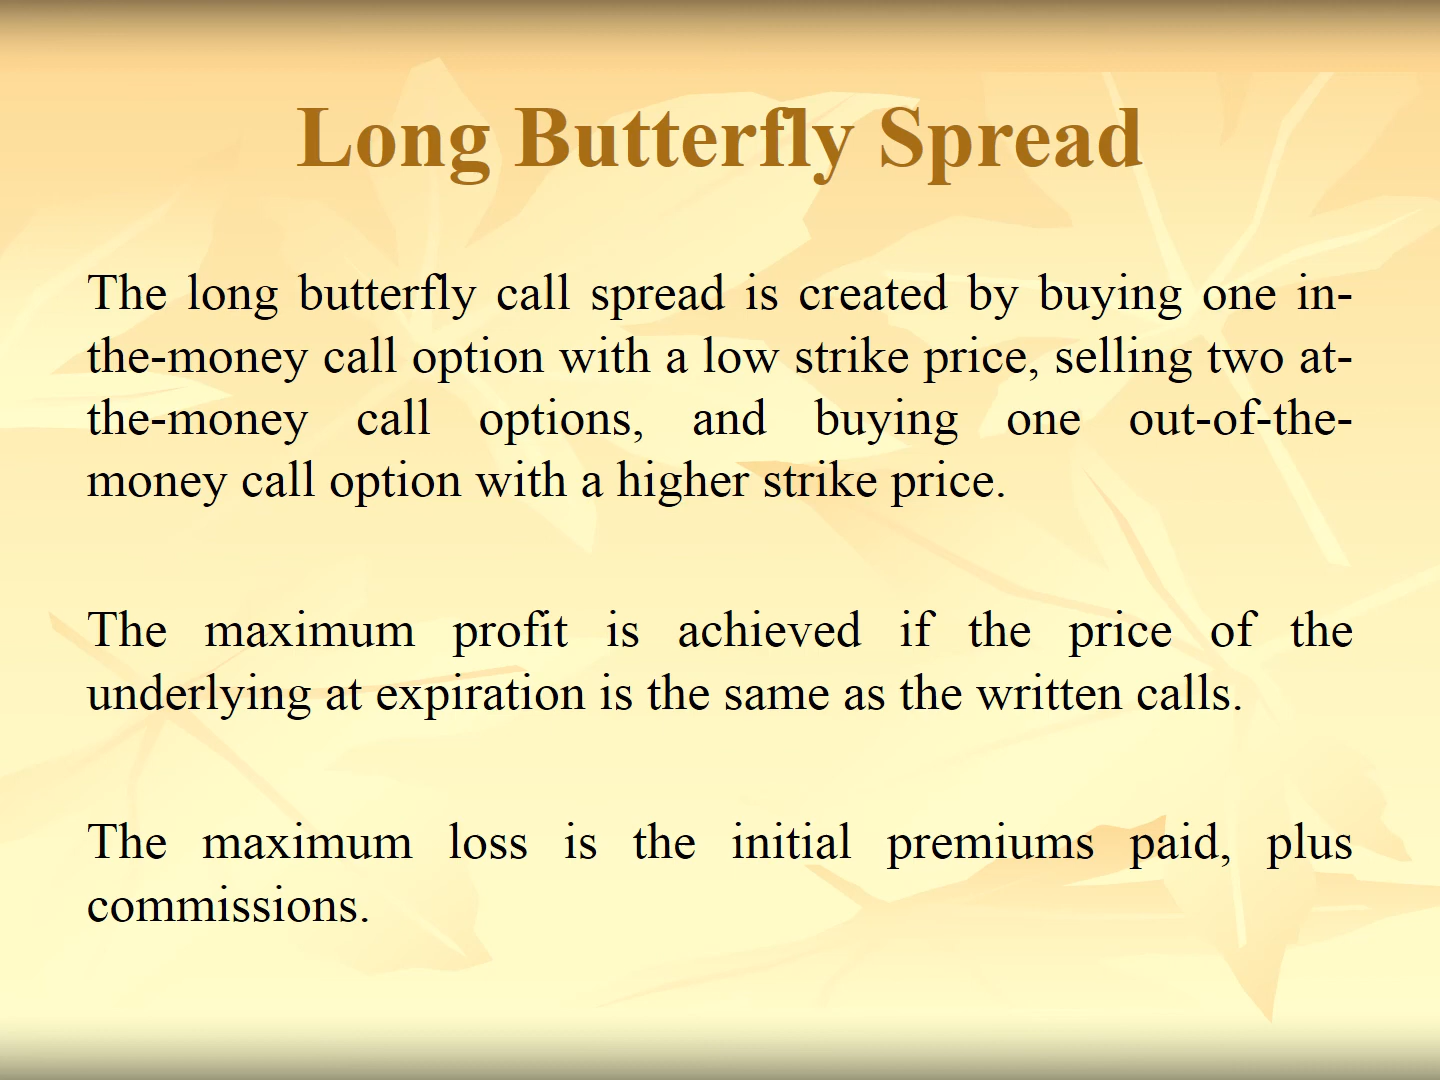 Long Butterfly Spread
The long butterfly call spread is created by buying one in-
the-money call option with a low strike price, selling two at-
the-money call options, and buying one out-of-the-
money call option with a higher strike price.
The maximum profit is achieved if the price of the
underlying at expiration is the same as the written calls.
The maximum loss is the initial premiums paid, plus
commissions.